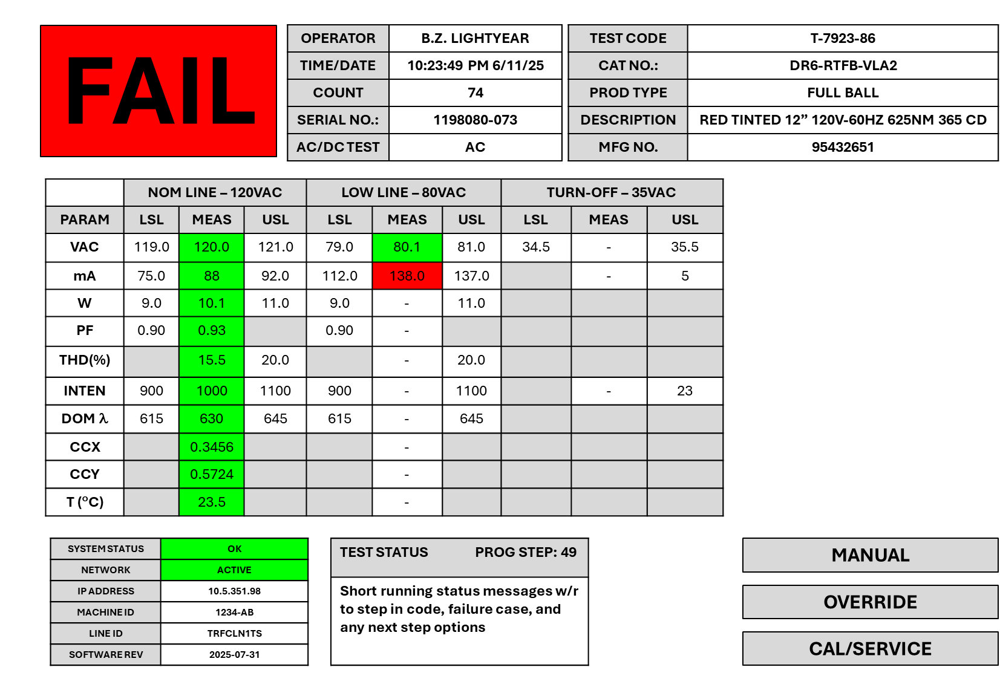 FAIL
OPERATOR B.Z. LIGHTYEAR
TIME/DATE 10:23:49 PM 6/11/25
COUNT 74
SERIAL NO.: 1198080-073
AC/DC TEST AC
TEST CODE T-7923-86
CAT NO.: DR6-RTFB-VLA2
PROD TYPE FULL BALL
DESCRIPTION RED TINTED 12” 120V-60HZ 625NM 365 CD
MFG NO. 95432651
NOM LINE – 120VAC LOW LINE – 80VAC TURN-OFF – 35VAC
PARAM LSL MEAS USL LSL MEAS USL LSL MEAS USL
VAC 119.0 120.0 121.0 79.0 80.1 81.0 34.5 - 35.5
mA 75.0 88 92.0 112.0 138.0 137.0 - 5
W 9.0 10.1 11.0 9.0 - 11.0
PF 0.90 0.93 0.90 -
THD(%) 15.5 20.0 - 20.0
INTEN 900 1000 1100 900 - 1100 - 23
DOM λ 615 630 645 615 - 645
CCX 0.3456 -
CCY 0.5724 -
T (°C) 23.5 -
SYSTEM STATUS OK
NETWORK ACTIVE
IP ADDRESS 10.5.351.98
MACHINE ID 1234-AB
LINE ID TRFCLN1TS
SOFTWARE REV 2025-07-31
TEST STATUS PROG STEP: 49
Short running status messages w/r
to step in code, failure case, and
any next step options
MANUAL
OVERRIDE
CAL/SERVICE